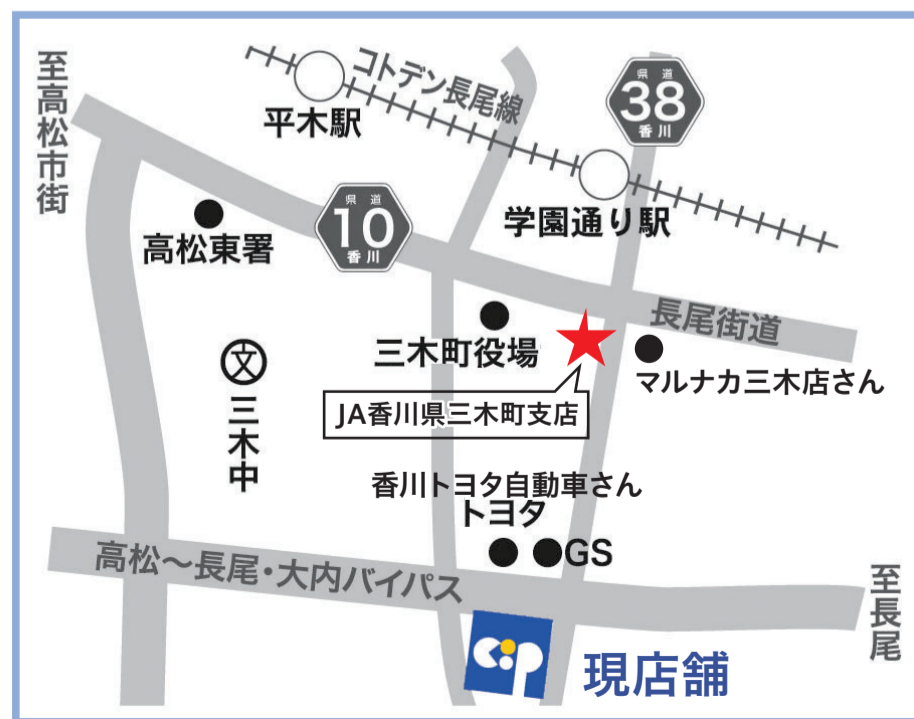 至高松市街
コトデン長尾線
平木駅
県道
38
香川
学園通り駅
高松東署
県道
10
香川
長尾街道
三木町役場
マルナカ三木店さん
文
三木中
JA香川県三木町支店
香川トヨタ自動車さん
トヨタ
GS
高松〜長尾・大内バイパス
至長尾
cip
現店舗